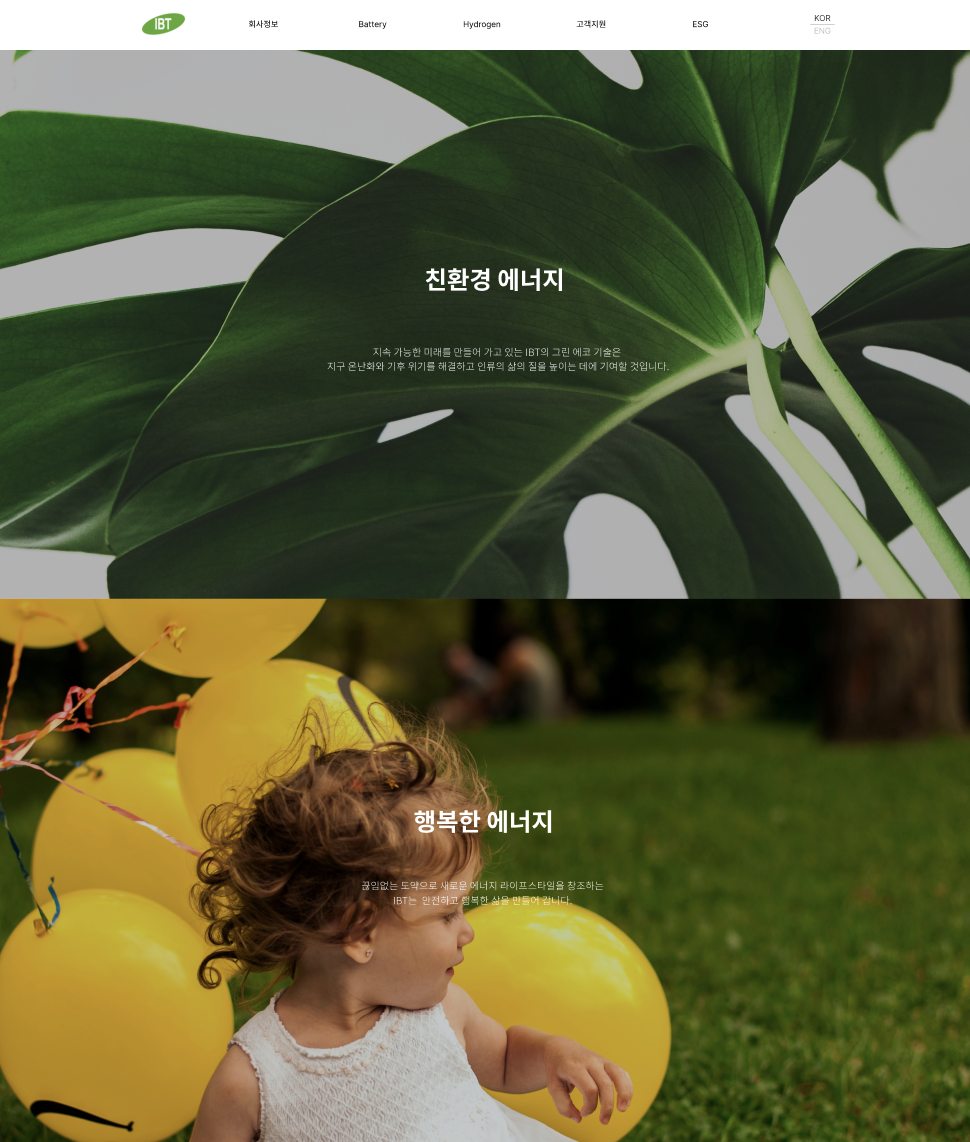 IBT
회사정보
Battery
Hydrogen
고객지원
ESG
KOR
ENG
친환경 에너지
지속 가능한 미래를 만들어 가고 있는 IBT의 그린 에코 기술은
지구 온난화와 기후 위기를 해결하고 인류의 삶의 질을 높이는 데에 기여할 것입니다.
행복한 에너지
끊임없는 도약으로 새로운 에너지 라이프스타일을 창조하는
IBT는 안전하고 행복한 삶을 만들어 갑니다.